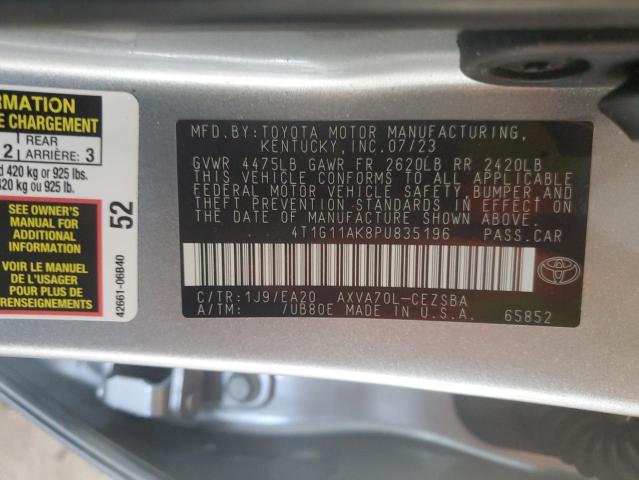 ORMATION
E CHARGEMENT
2 REAR ARRIÈRE: 3
d 420 kg or 925 lbs.
420 kg ou 925 lb.
SEE OWNER'S
MANUAL FOR
ADDITIONAL
INFORMATION
VOIR LE MANUEL
DE L'USAGER
POUR PLUS DE
RENSEIGNEMENTS
52
42661-06B40
MFD.BY:TOYOTA MOTOR MANUFACTURING,
KENTUCKY, INC.07/23
GVWR 4475LB GAWR FR 2620LB RR 2420LB
THIS VEHICLE CONFORMS TO ALL APPLICABLE
FEDERAL MOTOR VEHICLE SAFETY, BUMPER AND
THEFT PREVENTION STANDARDS IN EFFECT ON
THE DATE OF MANUFACTURE SHOWN ABOVE.
4T1G11AK8PU835196 PASS.CAR
C/TR:1J9/EA20 AXVA70L-CEZSBA
A/TM: /UB80E MADE IN U.S.A. 65852